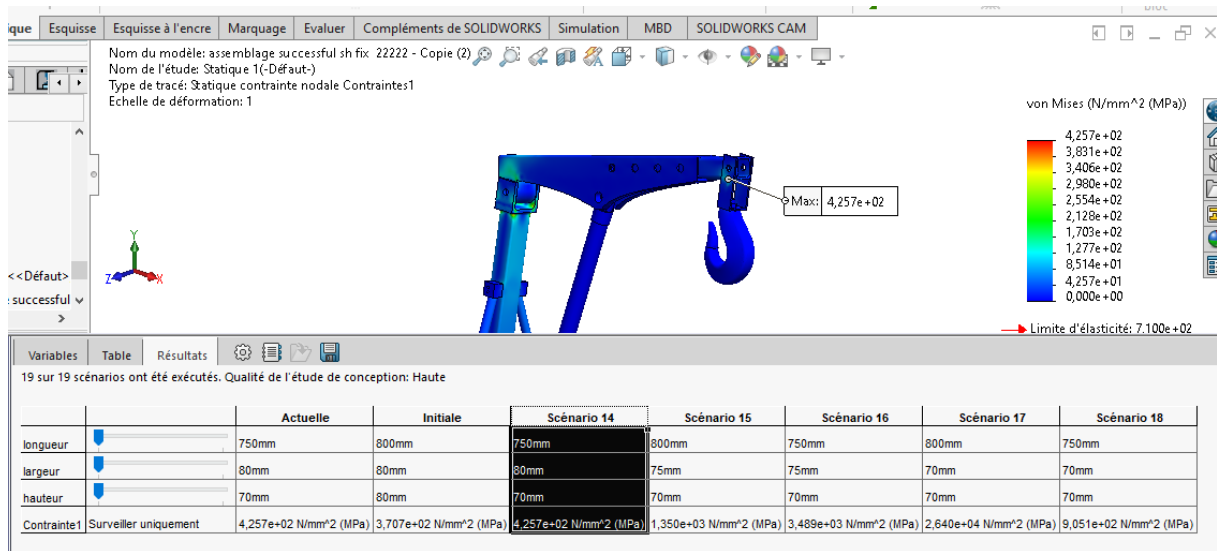 ique Esquisse Esquisse à l'encre Marquage Evaluer Compléments de SOLIDWORKS Simulation MBD SOLIDWORKS CAM
Nom du modèle: assemblage successful sh fix 22222 - Copie (2)
Nom de l'étude: Statique 1(-Défaut-)
Type de tracé: Statique contrainte nodale Contraintes1
Echelle de déformation: 1
von Mises (N/mm^2 (MPa))
4,257e+02
3,831e+02
3,406e+02
2,980e+02
2,554e+02
2,128e+02
1,703e+02
1,277e+02
8,514e+01
4,257e+01
0,000e+00
Limite d'élasticité: 7.100e+02
Max: 4,257e+02
Y
Z X
<<Défaut>
successful
Variables Table Résultats
19 sur 19 scénarios ont été exécutés. Qualité de l'étude de conception: Haute
Actuelle Initiale Scénario 14 Scénario 15 Scénario 16 Scénario 17 Scénario 18
longueur 750mm 800mm 750mm 800mm 750mm 800mm 750mm
largeur 80mm 80mm 80mm 75mm 75mm 70mm 70mm
hauteur 70mm 80mm 70mm 70mm 70mm 70mm 70mm
Contrainte1 Surveiller uniquement 4,257e+02 N/mm^2 (MPa) 3,707e+02 N/mm^2 (MPa) 4,257e+02 N/mm^2 (MPa) 1,350e+03 N/mm^2 (MPa) 3,489e+03 N/mm^2 (MPa) 2,640e+04 N/mm^2 (MPa) 9,051e+02 N/mm^2 (MPa)